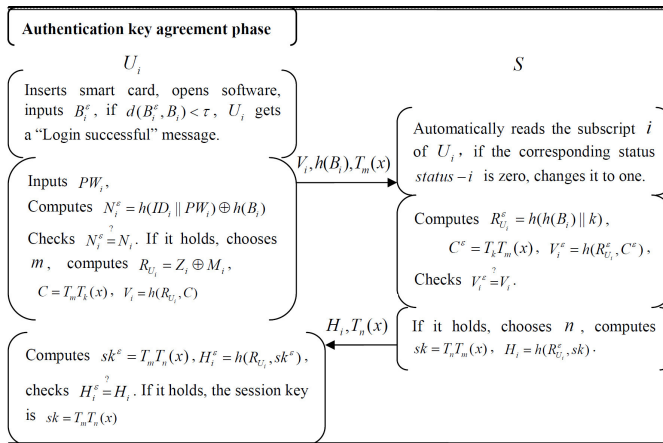 Authentication key agreement phase
U_i
S
Inserts smart card, opens software,
inputs B_i^ε, if d(B_i^ε, B_i) < τ, U_i gets
a “Login successful” message.
V_i, h(B_i), T_m(x)
Automatically reads the subscript i
of U_i, if the corresponding status
status-i is zero, changes it to one.
Inputs PW_i,
Computes N_i^ε = h(ID_i || PW_i) ⊕ h(B_i)
Checks N_i^ε ?= N_i. If it holds, chooses
m, computes R_{U_i} = Z_i ⊕ M_i,
C = T_m T_k(x), V_i = h(R_{U_i}, C)
Computes R_{U_i}^ε = h(h(B_i) || k),
C^ε = T_k T_m(x), V_i^ε = h(R_{U_i}^ε, C^ε),
Checks V_i^ε ?= V_i.
H_i, T_n(x)
If it holds, chooses n, computes
sk = T_n T_m(x), H_i = h(R_{U_i}^ε, sk).
Computes sk^ε = T_m T_n(x), H_i^ε = h(R_{U_i}, sk^ε),
checks H_i^ε ?= H_i. If it holds, the session key
is sk = T_m T_n(x)